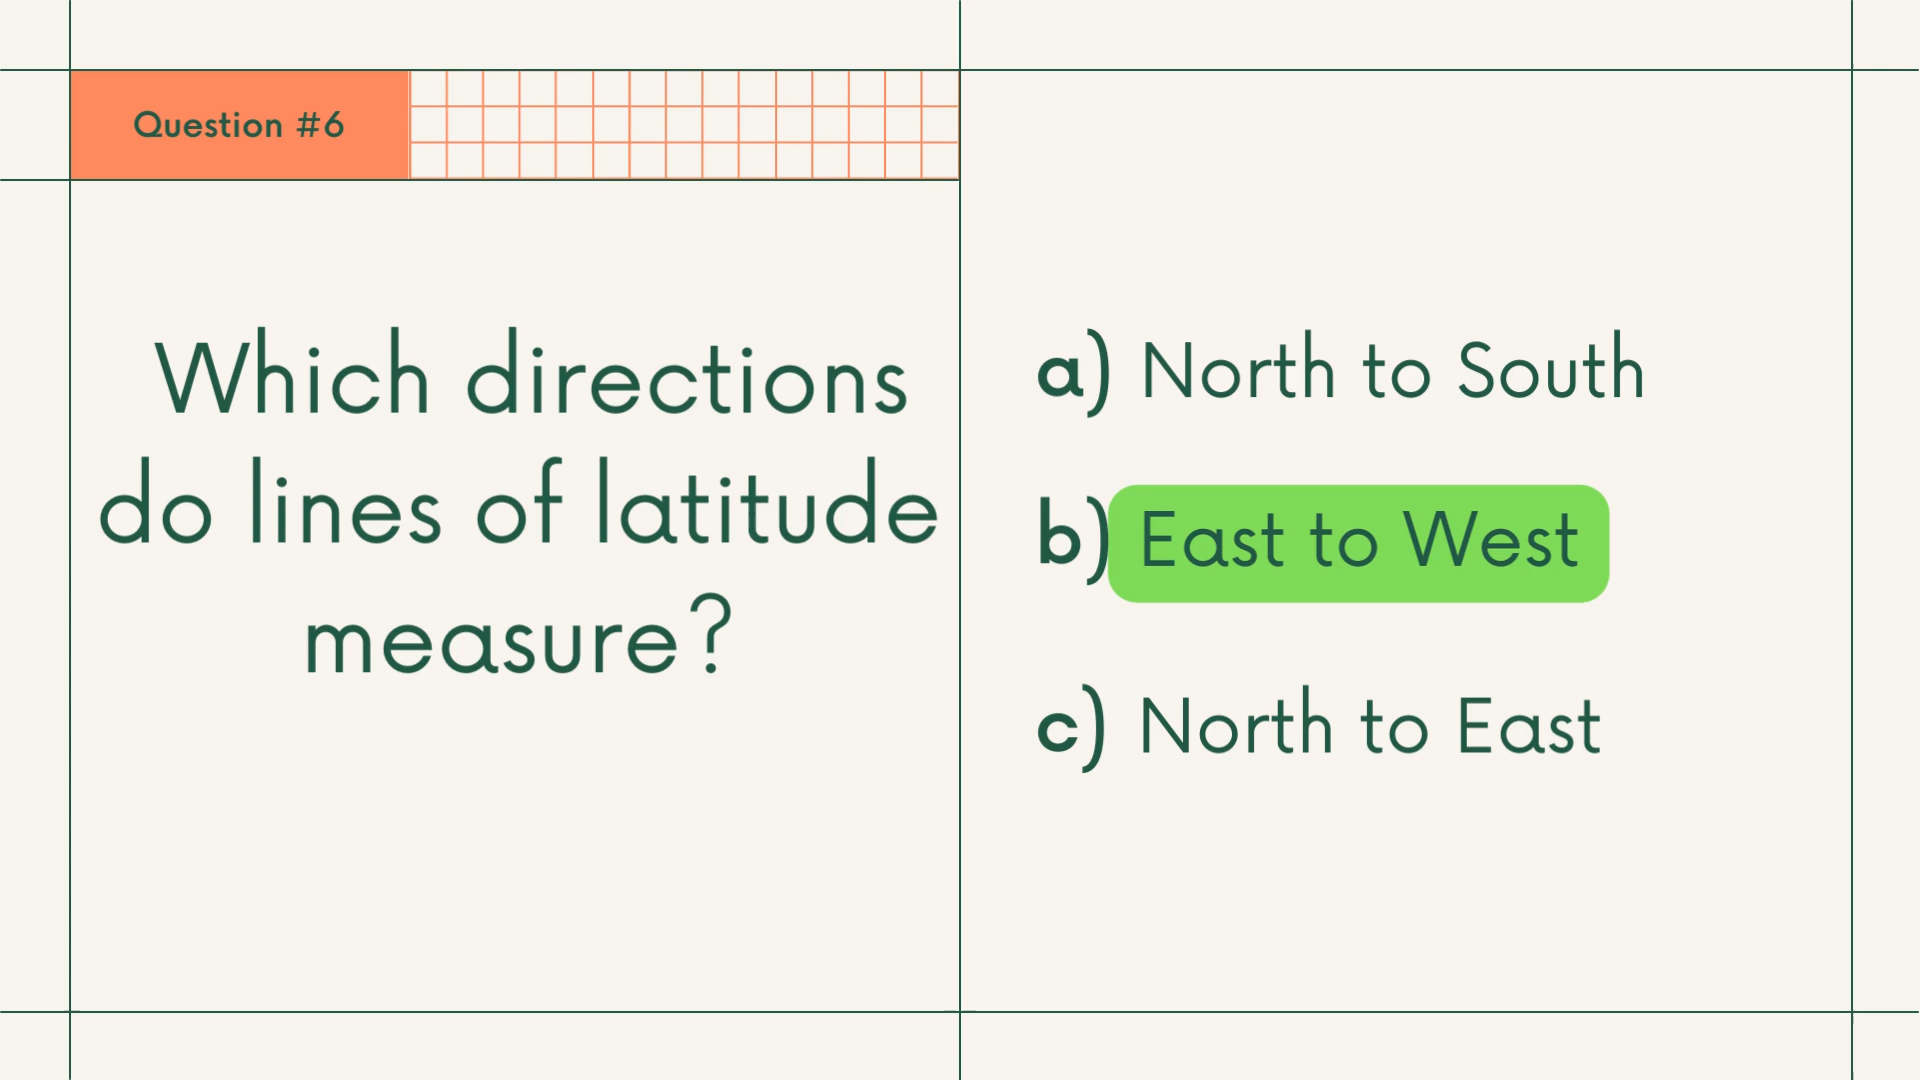 Question #6
Which directions
do lines of latitude
measure?
a) North to South
b) East to West
c) North to East